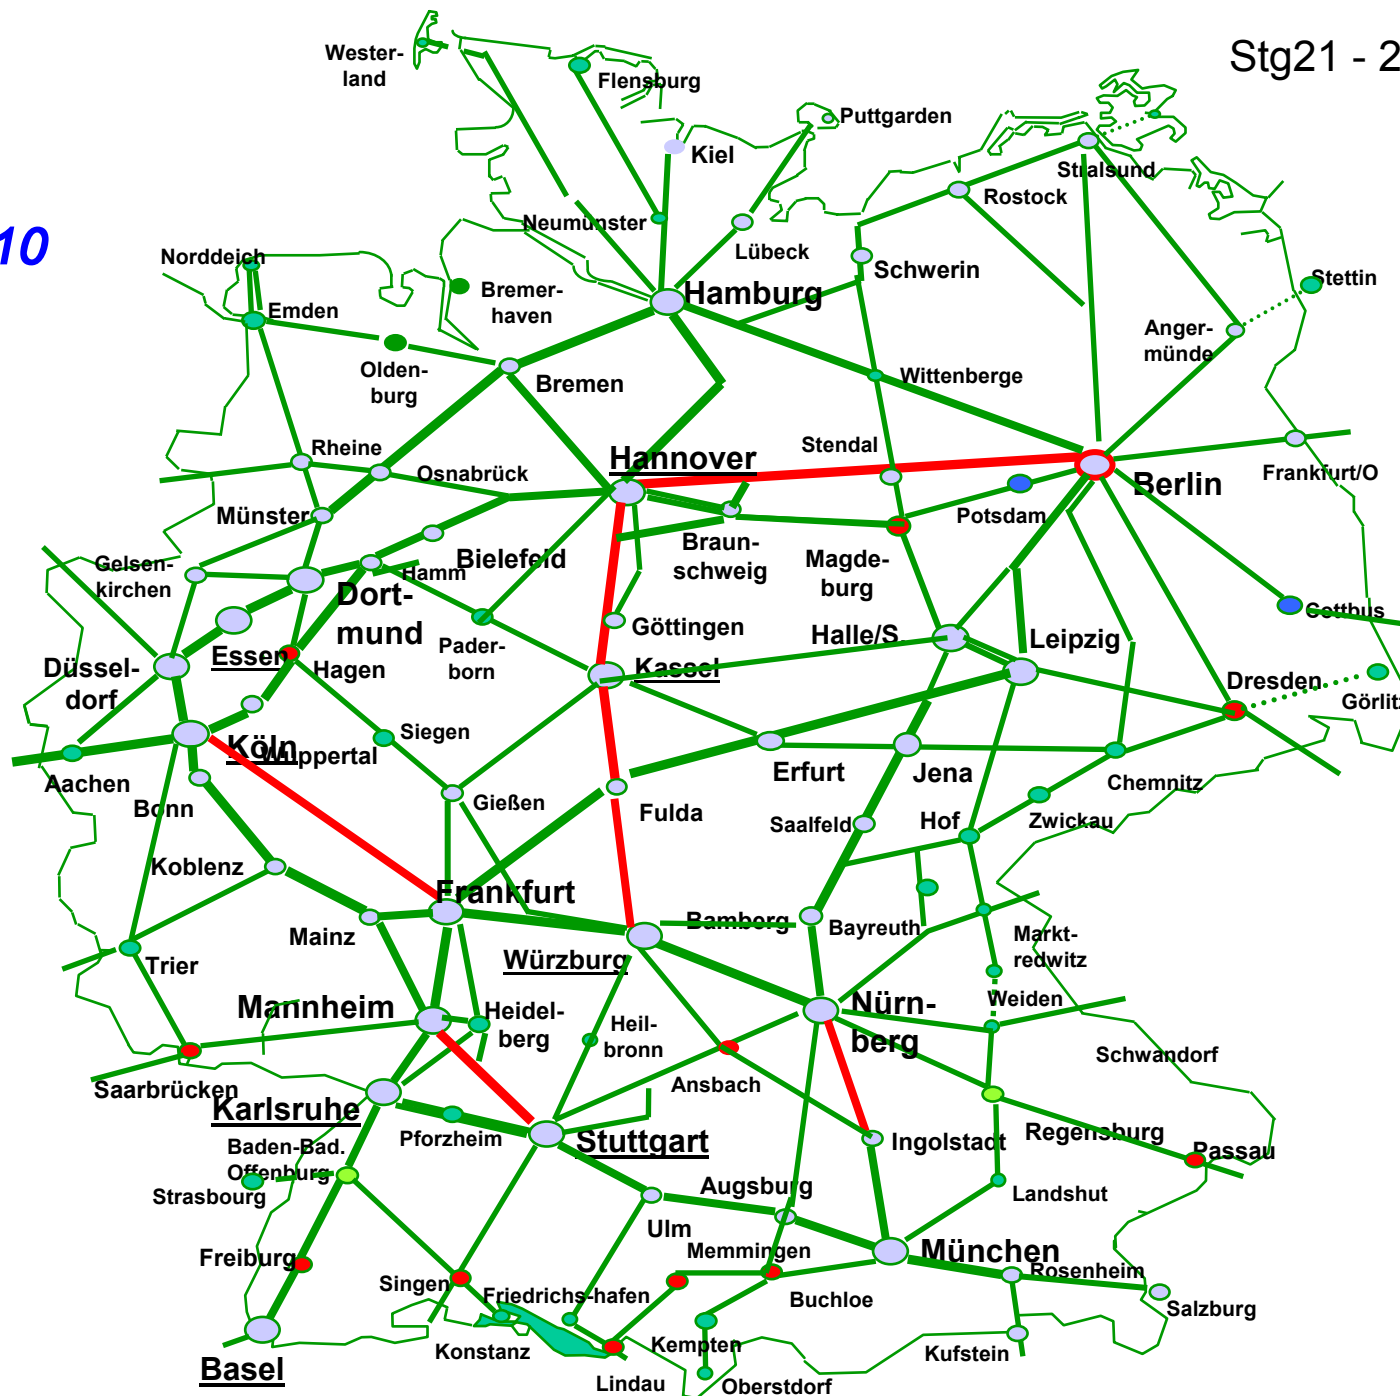 Stg21 - 2
10
Wester-
land
Flensburg
Puttgarden
Kiel
Stralsund
Rostock
Neumünster
Lübeck
Schwerin
Norddeich
Stettin
Hamburg
Bremer-
haven
Emden
Anger-
münde
Olden-
burg
Bremen
Wittenberge
Rheine
Stendal
Hannover
Osnabrück
Berlin
Frankfurt/O
Münster
Potsdam
Braun-
schweig
Magde-
burg
Bielefeld
Gelsen-
kirchen
Hamm
Dort-
mund
Göttingen
Halle/S.
Leipzig
Cottbus
Pader-
born
Essen
Hagen
Düssel-
dorf
Kassel
Dresden
Görlitz
Siegen
Köln
Wuppertal
Erfurt
Jena
Chemnitz
Aachen
Bonn
Gießen
Fulda
Saalfeld
Hof
Zwickau
Koblenz
Frankfurt
Bamberg
Bayreuth
Mainz
Markt-
redwitz
Trier
Würzburg
Weiden
Mannheim
Heidel-
berg
Heil-
bronn
Nürn-
berg
Schwandorf
Saarbrücken
Ansbach
Karlsruhe
Pforzheim
Stuttgart
Ingolstadt
Regensburg
Passau
Baden-Bad.
Offenburg
Strasbourg
Augsburg
Landshut
Ulm
Freiburg
Memmingen
München
Rosenheim
Singen
Friedrichs-hafen
Buchloe
Salzburg
Konstanz
Kempten
Kufstein
Basel
Lindau
Oberstdorf